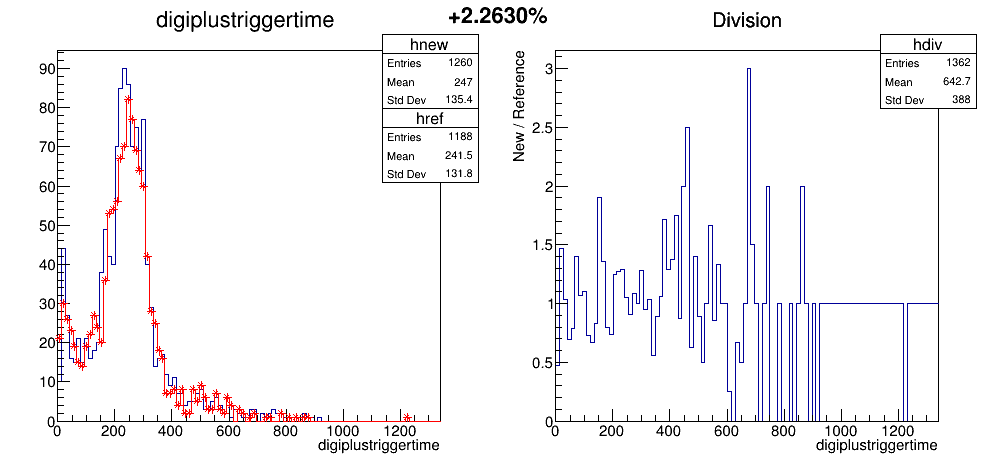 digiplustriggertime
+2.2630%
Division
hnew
Entries 1260
Mean 247
Std Dev 135.4
href
Entries 1188
Mean 241.5
Std Dev 131.8
90
80
70
60
50
40
30
20
10
0
0 200 400 600 800 1000 1200
digiplustriggertime
hdiv
Entries 1362
Mean 642.7
Std Dev 388
New / Reference
3
2.5
2
1.5
1
0.5
0
0 200 400 600 800 1000 1200
digiplustriggertime